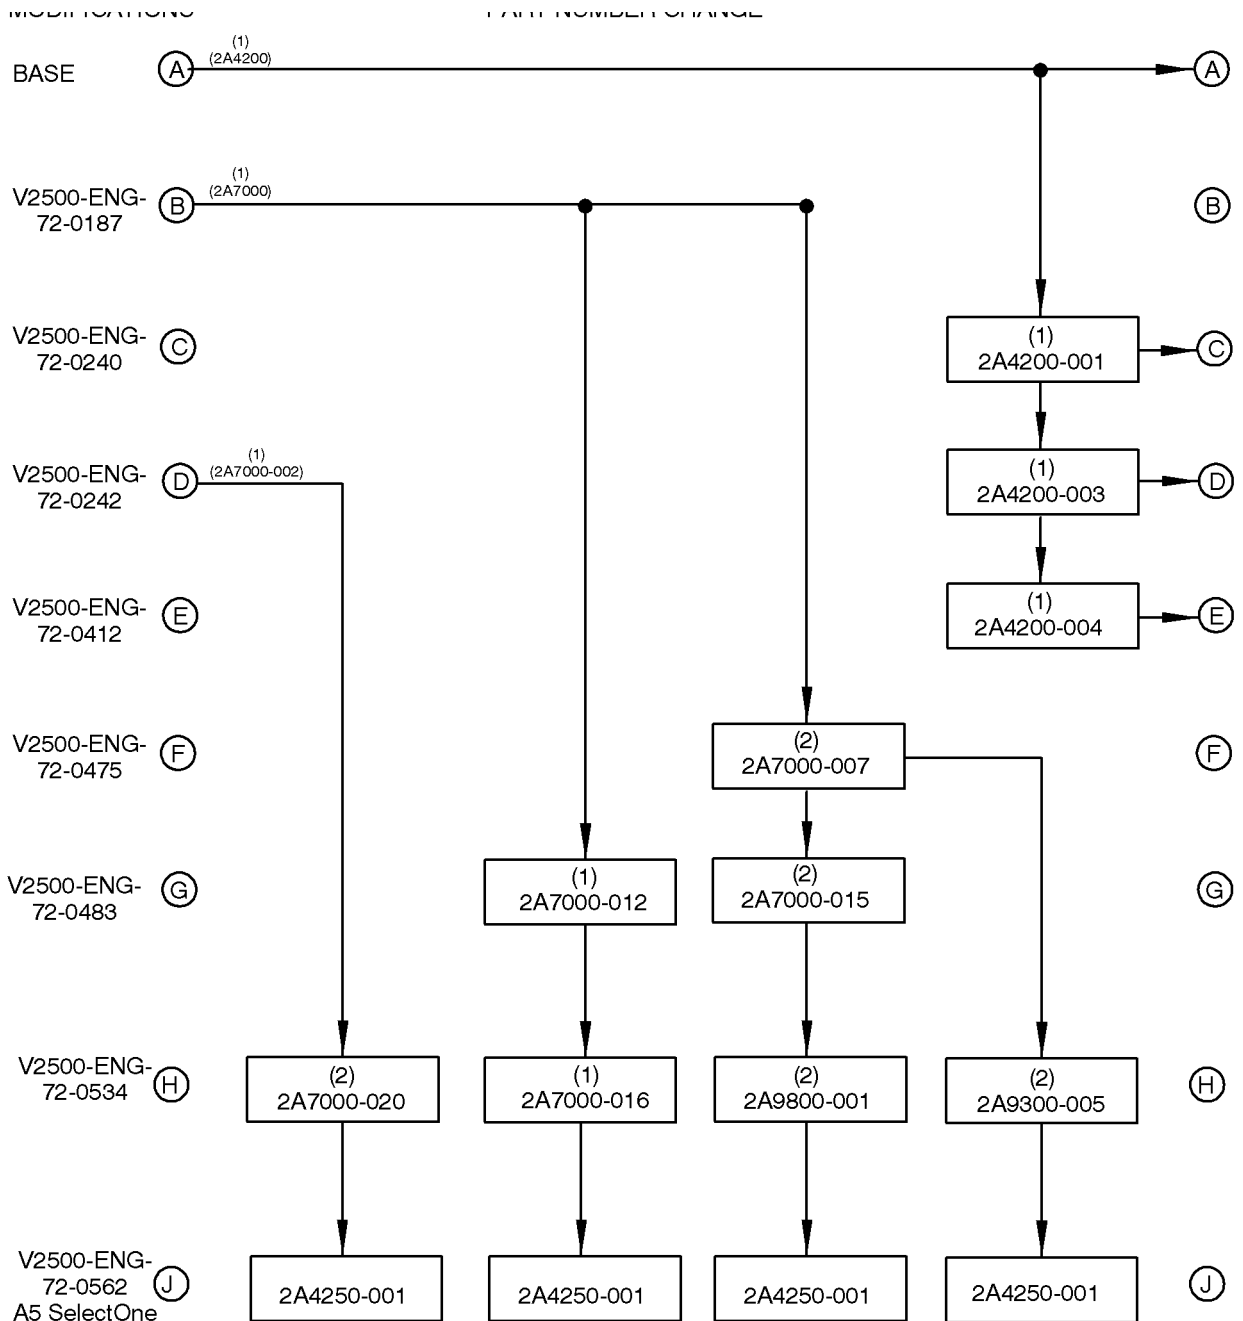 MODIFICATIONS PART NUMBER CHANGE
BASE A (1) A
(2A4200)
V2500-ENG-
72-0187 B (1) B
(2A7000)
V2500-ENG-
72-0240 C (1) C
2A4200-001
V2500-ENG-
72-0242 D (1) (1) D
(2A7000-002) 2A4200-003
V2500-ENG-
72-0412 E (1) E
2A4200-004
V2500-ENG-
72-0475 F (2) F
2A7000-007
V2500-ENG-
72-0483 G (1) (2) G
2A7000-012 2A7000-015
V2500-ENG-
72-0534 H (2) (1) (2) (2) H
2A7000-020 2A7000-016 2A9800-001 2A9300-005
V2500-ENG-
72-0562 J 2A4250-001 2A4250-001 2A4250-001 2A4250-001 J
A5 SelectOne